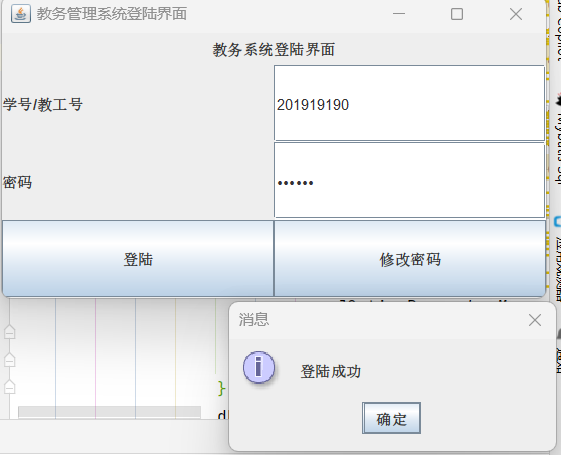 教务管理系统登陆界面
教务系统登陆界面
学号/教工号
201919190
密码
••••••
登陆
修改密码
消息
登陆成功
确定
}
d